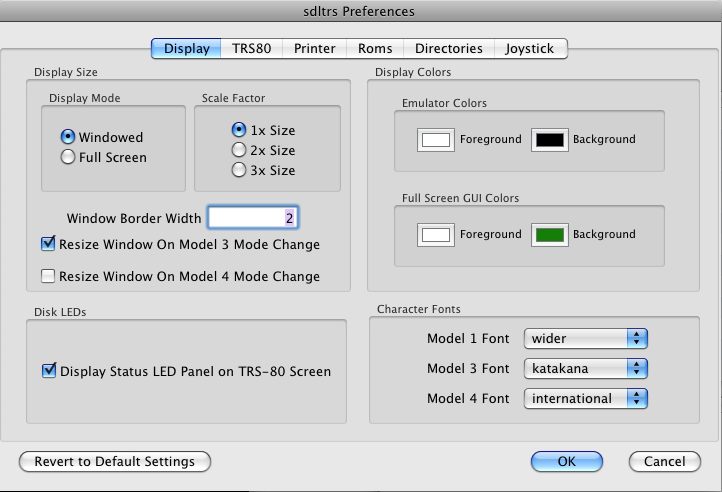 sdltrs Preferences
Display TRS80 Printer Roms Directories Joystick
Display Size
Display Mode
Windowed
Full Screen
Scale Factor
1x Size
2x Size
3x Size
Window Border Width 2
Resize Window On Model 3 Mode Change
Resize Window On Model 4 Mode Change
Display Colors
Emulator Colors
Foreground Background
Full Screen GUI Colors
Foreground Background
Disk LEDs
Display Status LED Panel on TRS-80 Screen
Character Fonts
Model 1 Font wider
Model 3 Font katakana
Model 4 Font international
Revert to Default Settings OK Cancel